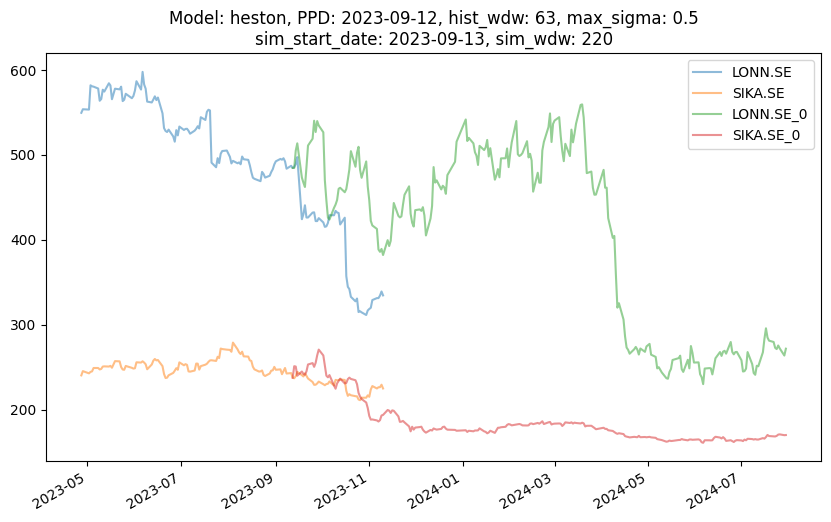 Model: heston, PPD: 2023-09-12, hist_wdw: 63, max_sigma: 0.5
sim_start_date: 2023-09-13, sim_wdw: 220
LONN.SE
SIKA.SE
LONN.SE_0
SIKA.SE_0
600
500
400
300
200
2023-05
2023-07
2023-09
2023-11
2024-01
2024-03
2024-05
2024-07